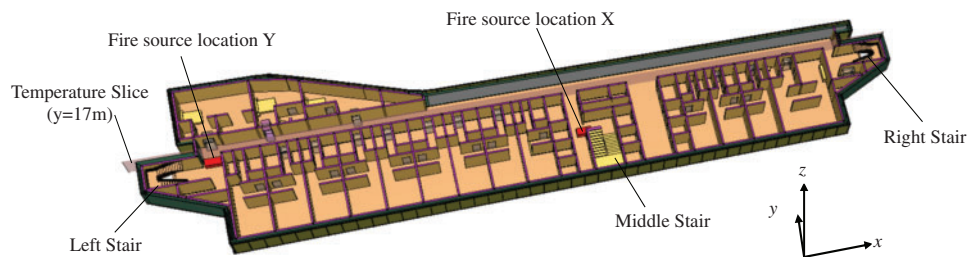 Fire source location X
Fire source location Y
Temperature Slice
(y=17m)
Right Stair
Middle Stair
Left Stair
z
y
x